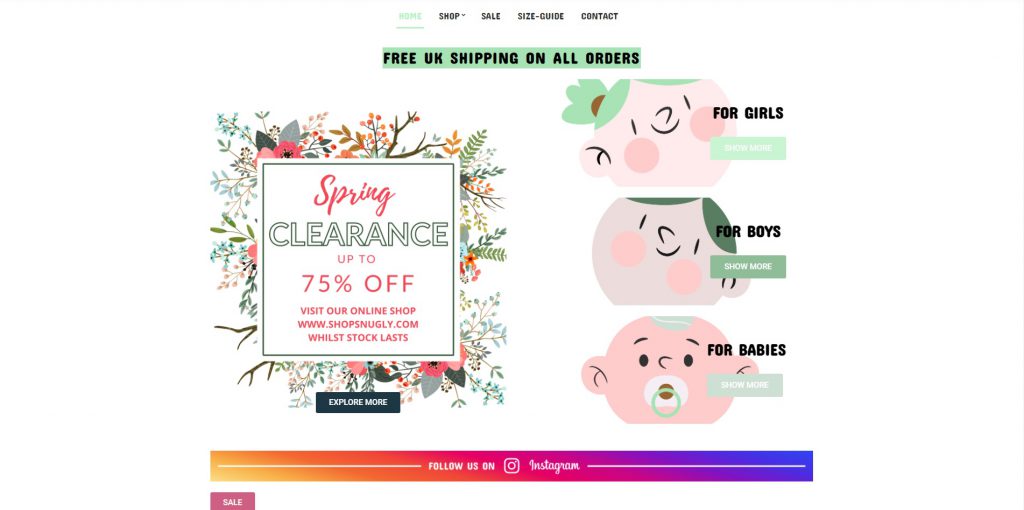 HOME SHOP SALE SIZE-GUIDE CONTACT
FREE UK SHIPPING ON ALL ORDERS
Spring
CLEARANCE
UP TO
75% OFF
VISIT OUR ONLINE SHOP
WWW.SHOPSNUGLY.COM
WHILST STOCK LASTS
EXPLORE MORE
FOR GIRLS
SHOW MORE
FOR BOYS
SHOW MORE
FOR BABIES
SHOW MORE
FOLLOW US ON Instagram
SALE